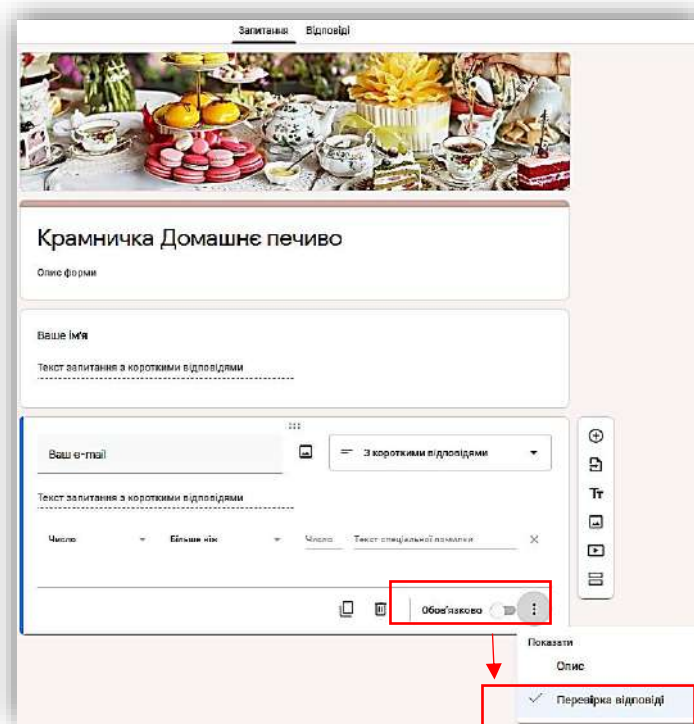 Запитання Відповіді
Крамничка Домашнє печиво
Опис форми
Ваше ім'я
Текст запитання з короткими відповідями
Ваш e-mail
З короткими відповідями
Текст запитання з короткими відповідями
Число Більше ніж Число Текст спеціальної помилки
Обов'язково
Показати
Опис
Перевірка відповіді